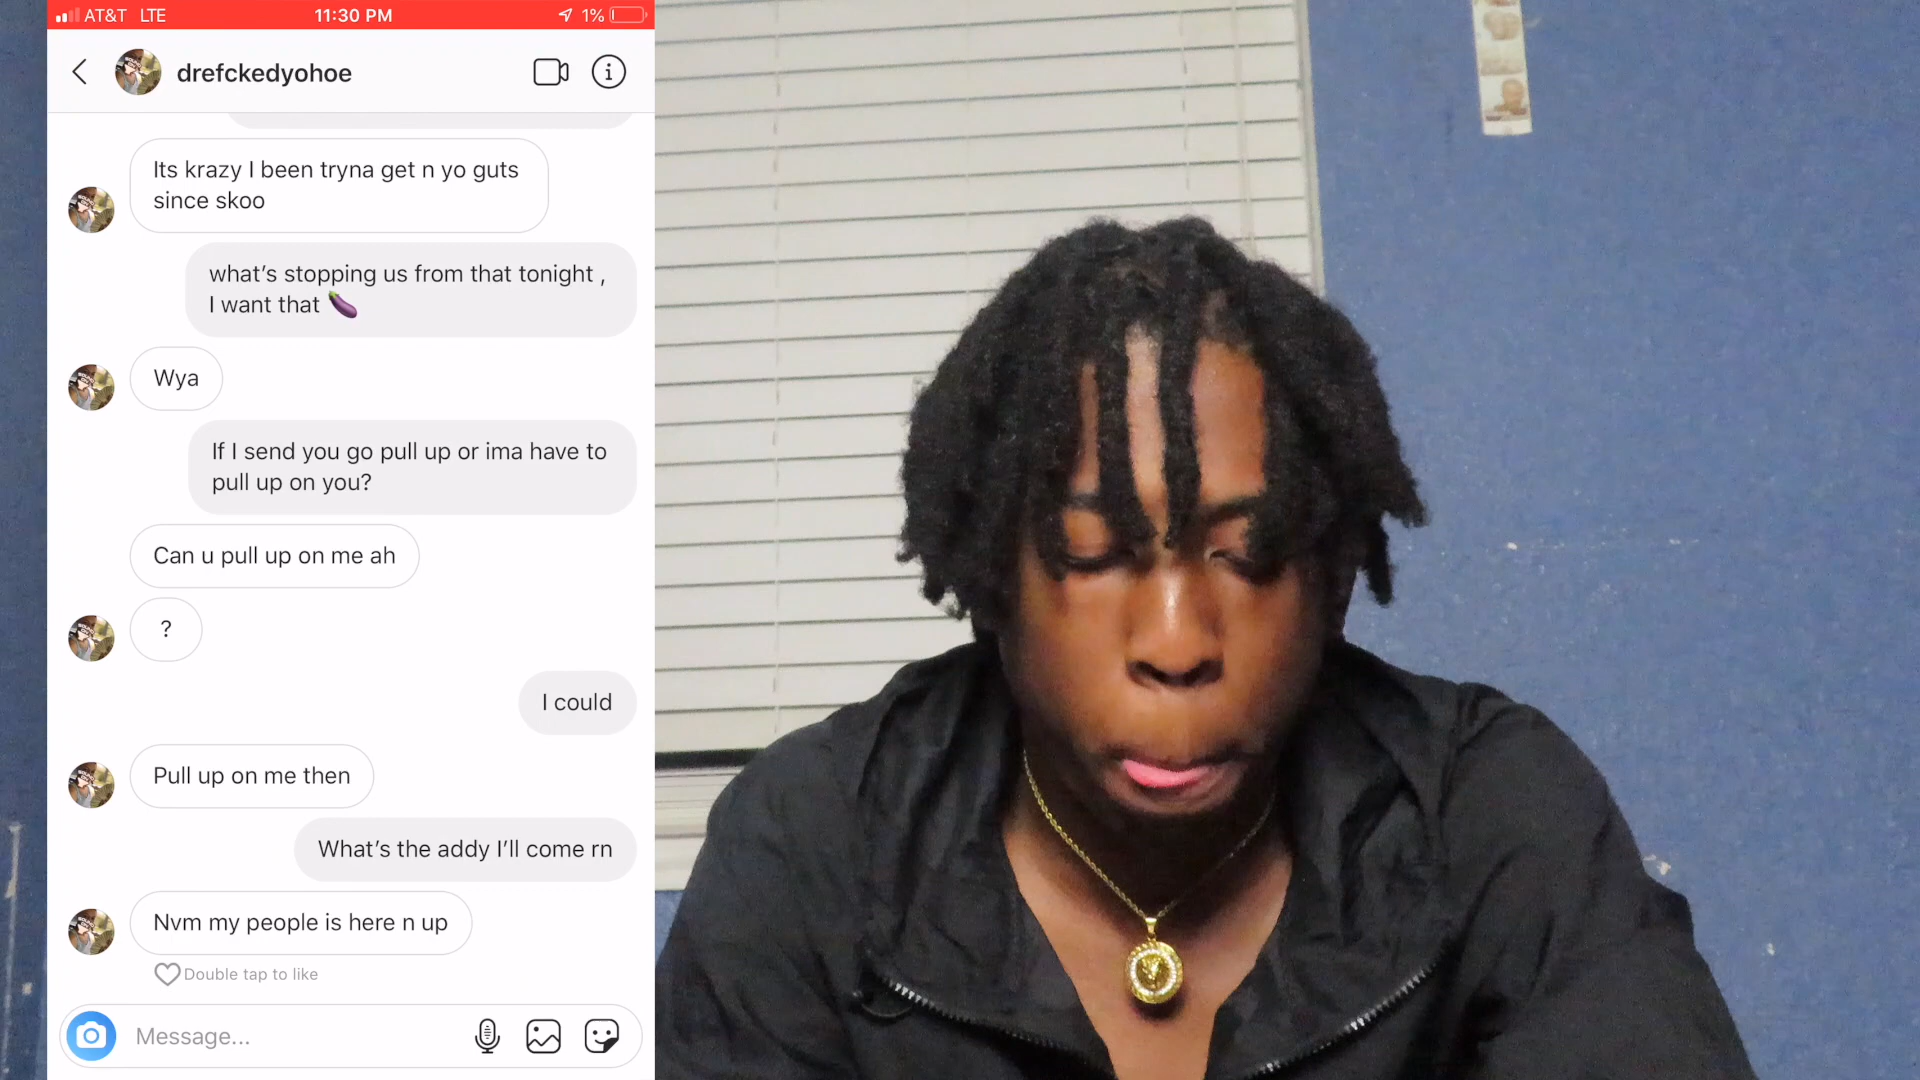 AT&T LTE 11:30 PM 1%
drefckedyohoe
Its krazy I been tryna get n yo guts
since skoo
what's stopping us from that tonight ,
I want that 🍆
Wya
If I send you go pull up or ima have to
pull up on you?
Can u pull up on me ah
?
I could
Pull up on me then
What's the addy I'll come rn
Nvm my people is here n up
Double tap to like
Message...